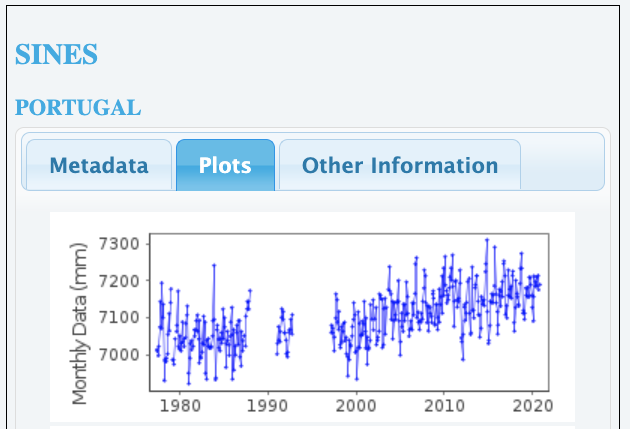 SINES
PORTUGAL
Metadata Plots Other Information
Monthly Data (mm)
7300
7200
7100
7000
1980 1990 2000 2010 2020